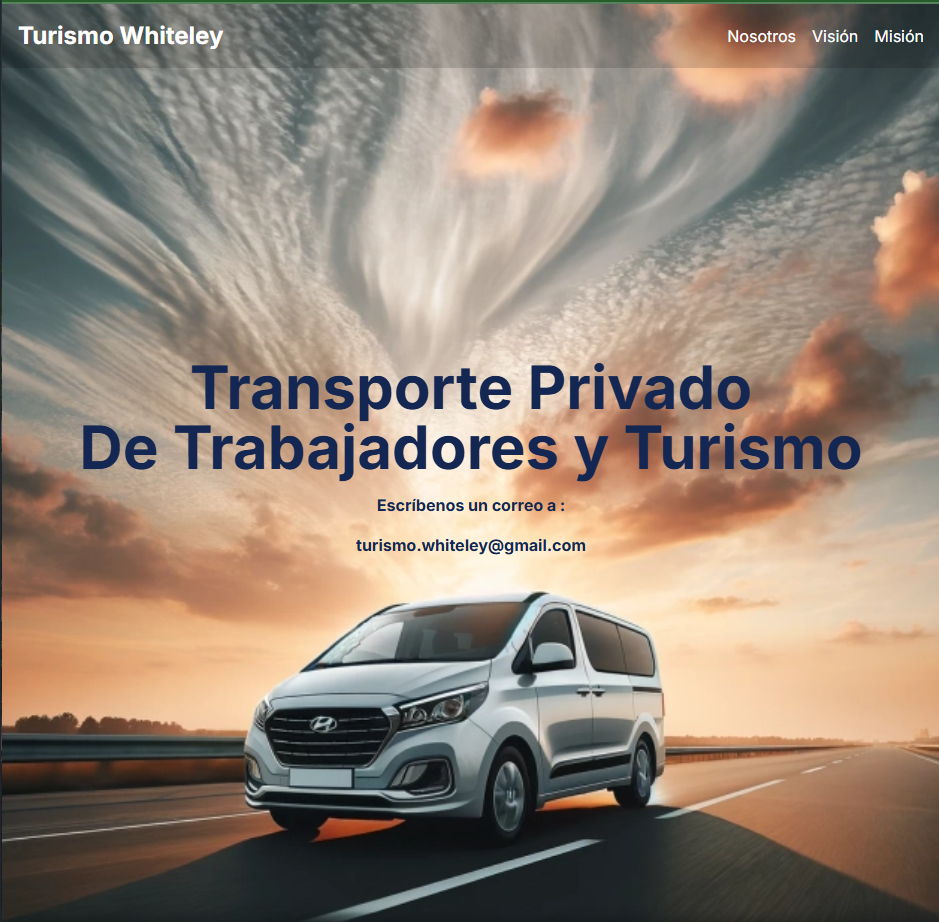 Turismo Whiteley
Nosotros Visión Misión
Transporte Privado
De Trabajadores y Turismo
Escríbenos un correo a :
turismo.whiteley@gmail.com